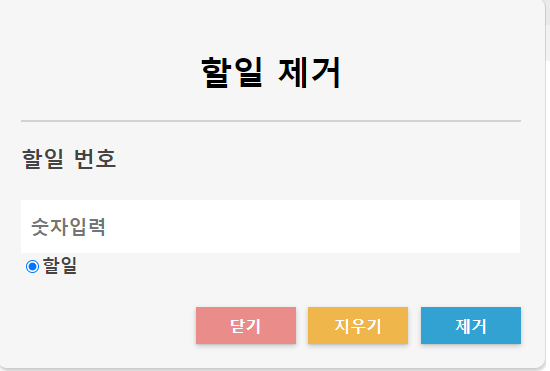 할일 제거
할일 번호
숫자입력
할일
닫기 지우기 제거